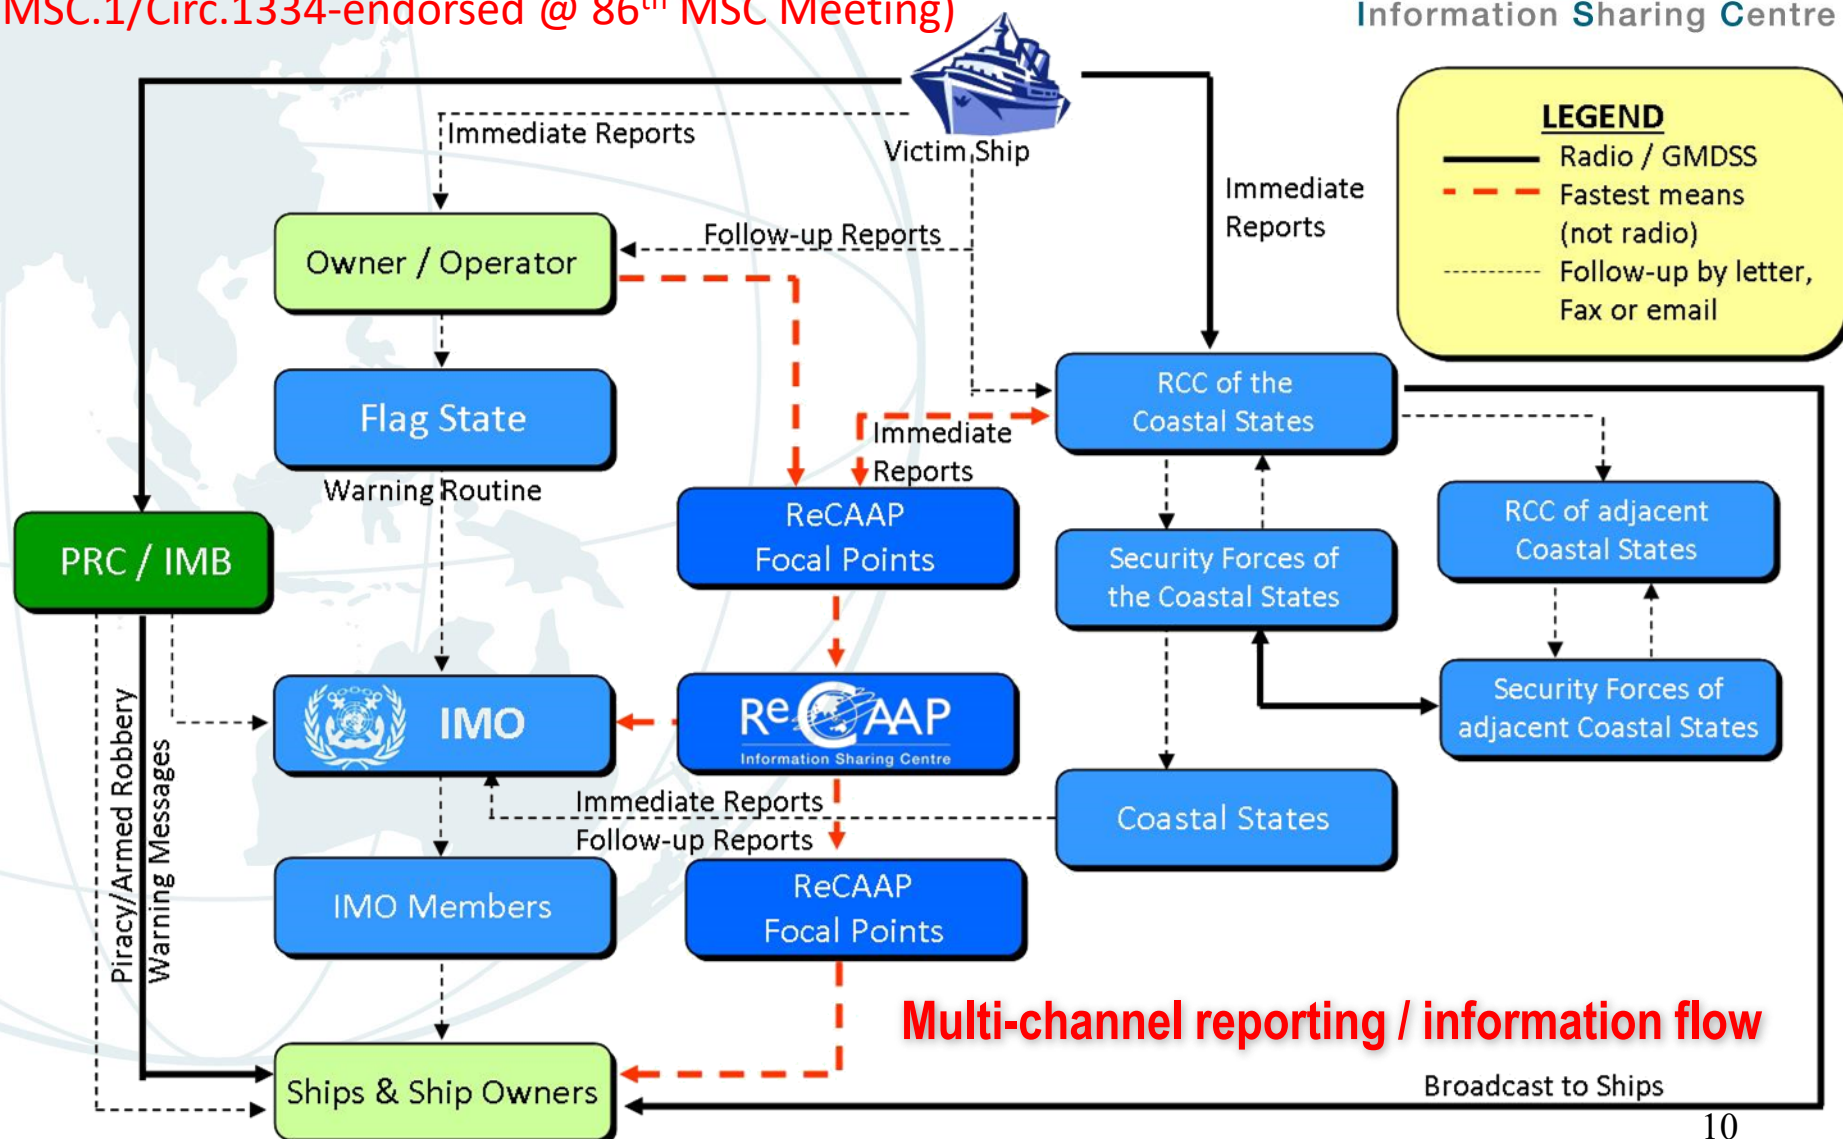 MSC.1/Circ.1334-endorsed @ 86th MSC Meeting)
Information Sharing Centre
Immediate Reports
Victim Ship
Immediate
Reports
LEGEND
Radio / GMDSS
Fastest means
(not radio)
Follow-up by letter,
Fax or email
Follow-up Reports
Owner / Operator
Flag State
Warning Routine
RCC of the
Coastal States
Immediate
Reports
ReCAAP
Focal Points
PRC / IMB
Security Forces of
the Coastal States
RCC of adjacent
Coastal States
Security Forces of
adjacent Coastal States
IMO
ReCAAP
Information Sharing Centre
Piracy/Armed Robbery
Warning Messages
Immediate Reports
Follow-up Reports
Coastal States
IMO Members
ReCAAP
Focal Points
Multi-channel reporting / information flow
Ships & Ship Owners
Broadcast to Ships
10